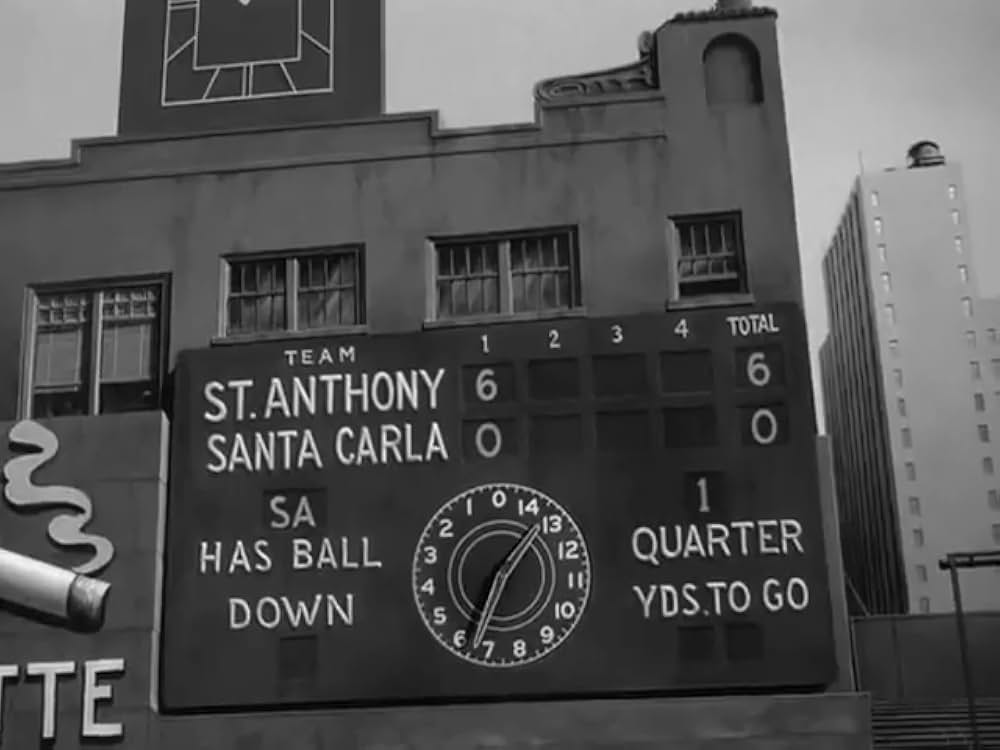 TEAM 1 2 3 4 TOTAL
ST. ANTHONY 6 6
SANTA CARLA 0 0
SA
HAS BALL
DOWN
0 14 13 12 11 10 9 8 7 6 5 4 3 2 1
1
QUARTER
YDS. TO GO
TTE